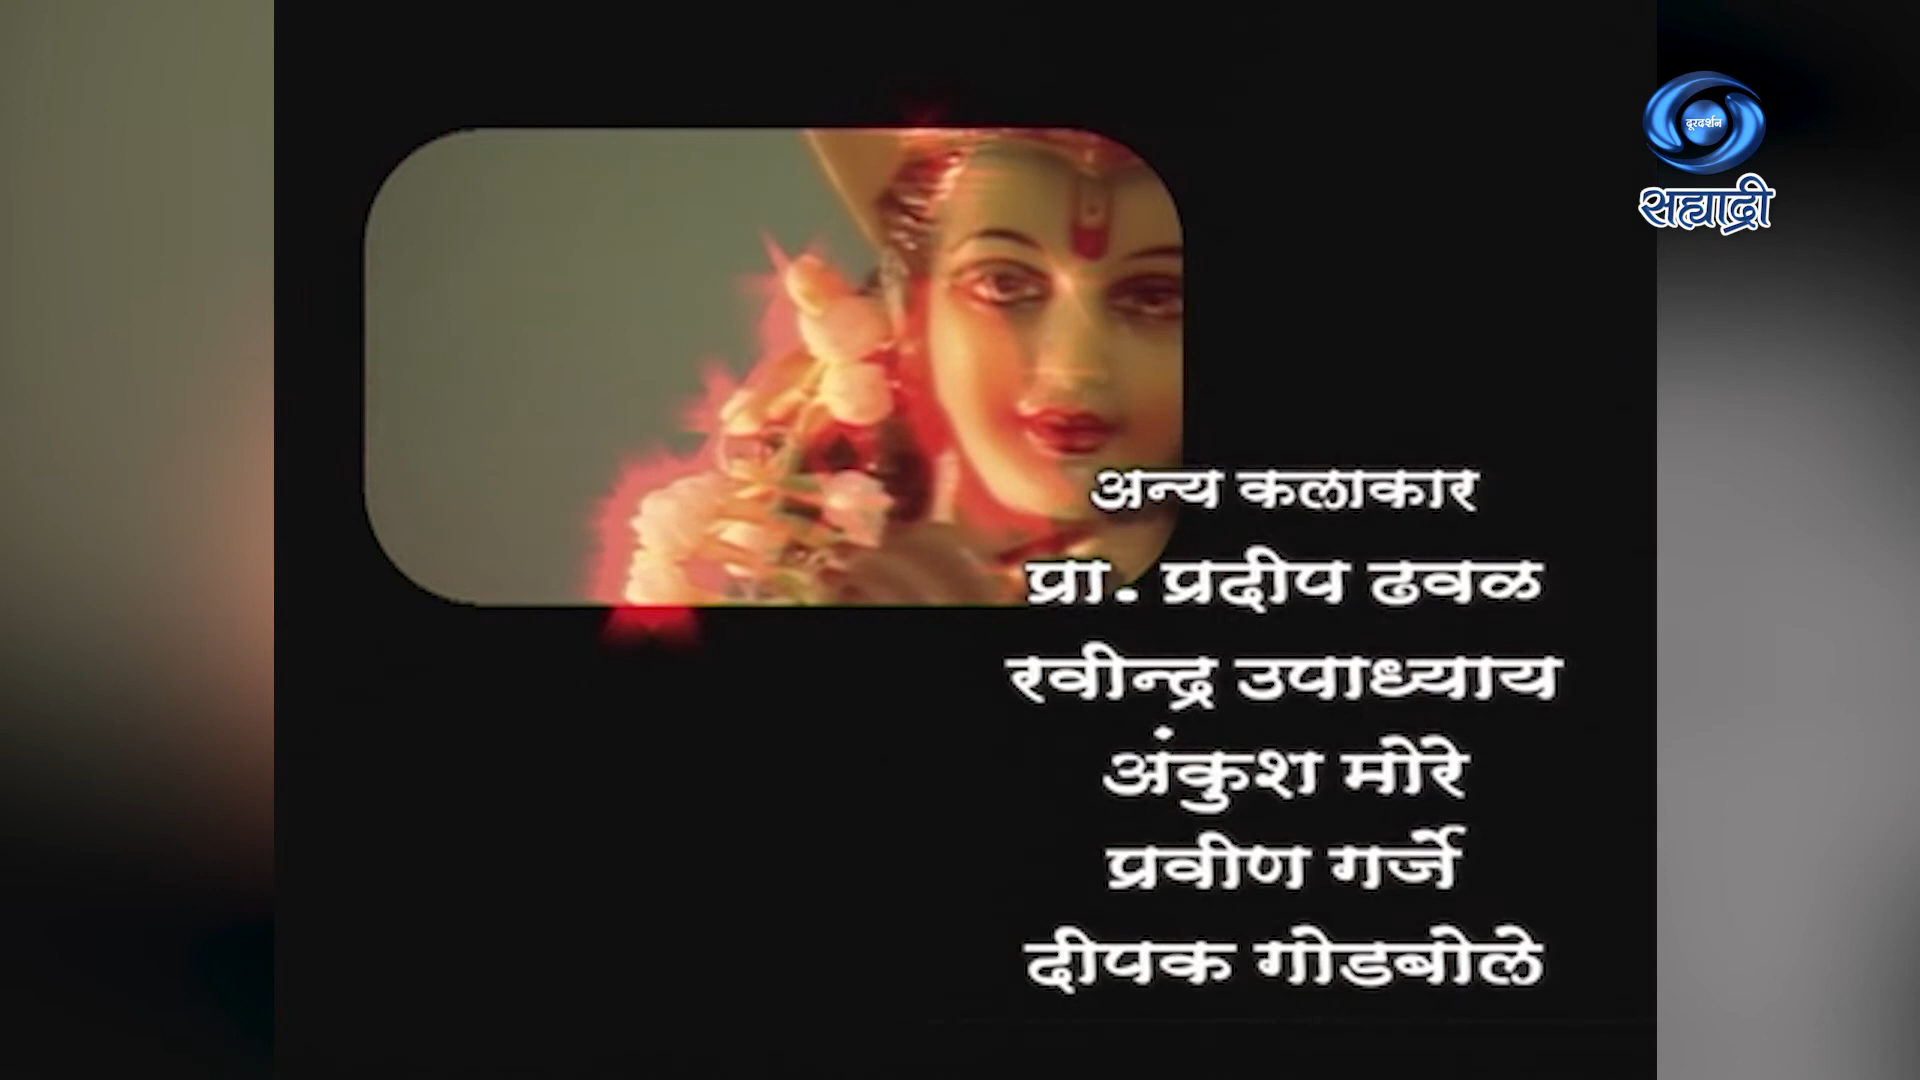 दूरदर्शन
सह्याद्री
अन्य कलाकार
प्रा. प्रदीप ढवळ
रवीन्द्र उपाध्याय
अंकुश मोरे
प्रवीण गर्जे
दीपक गोडबोले